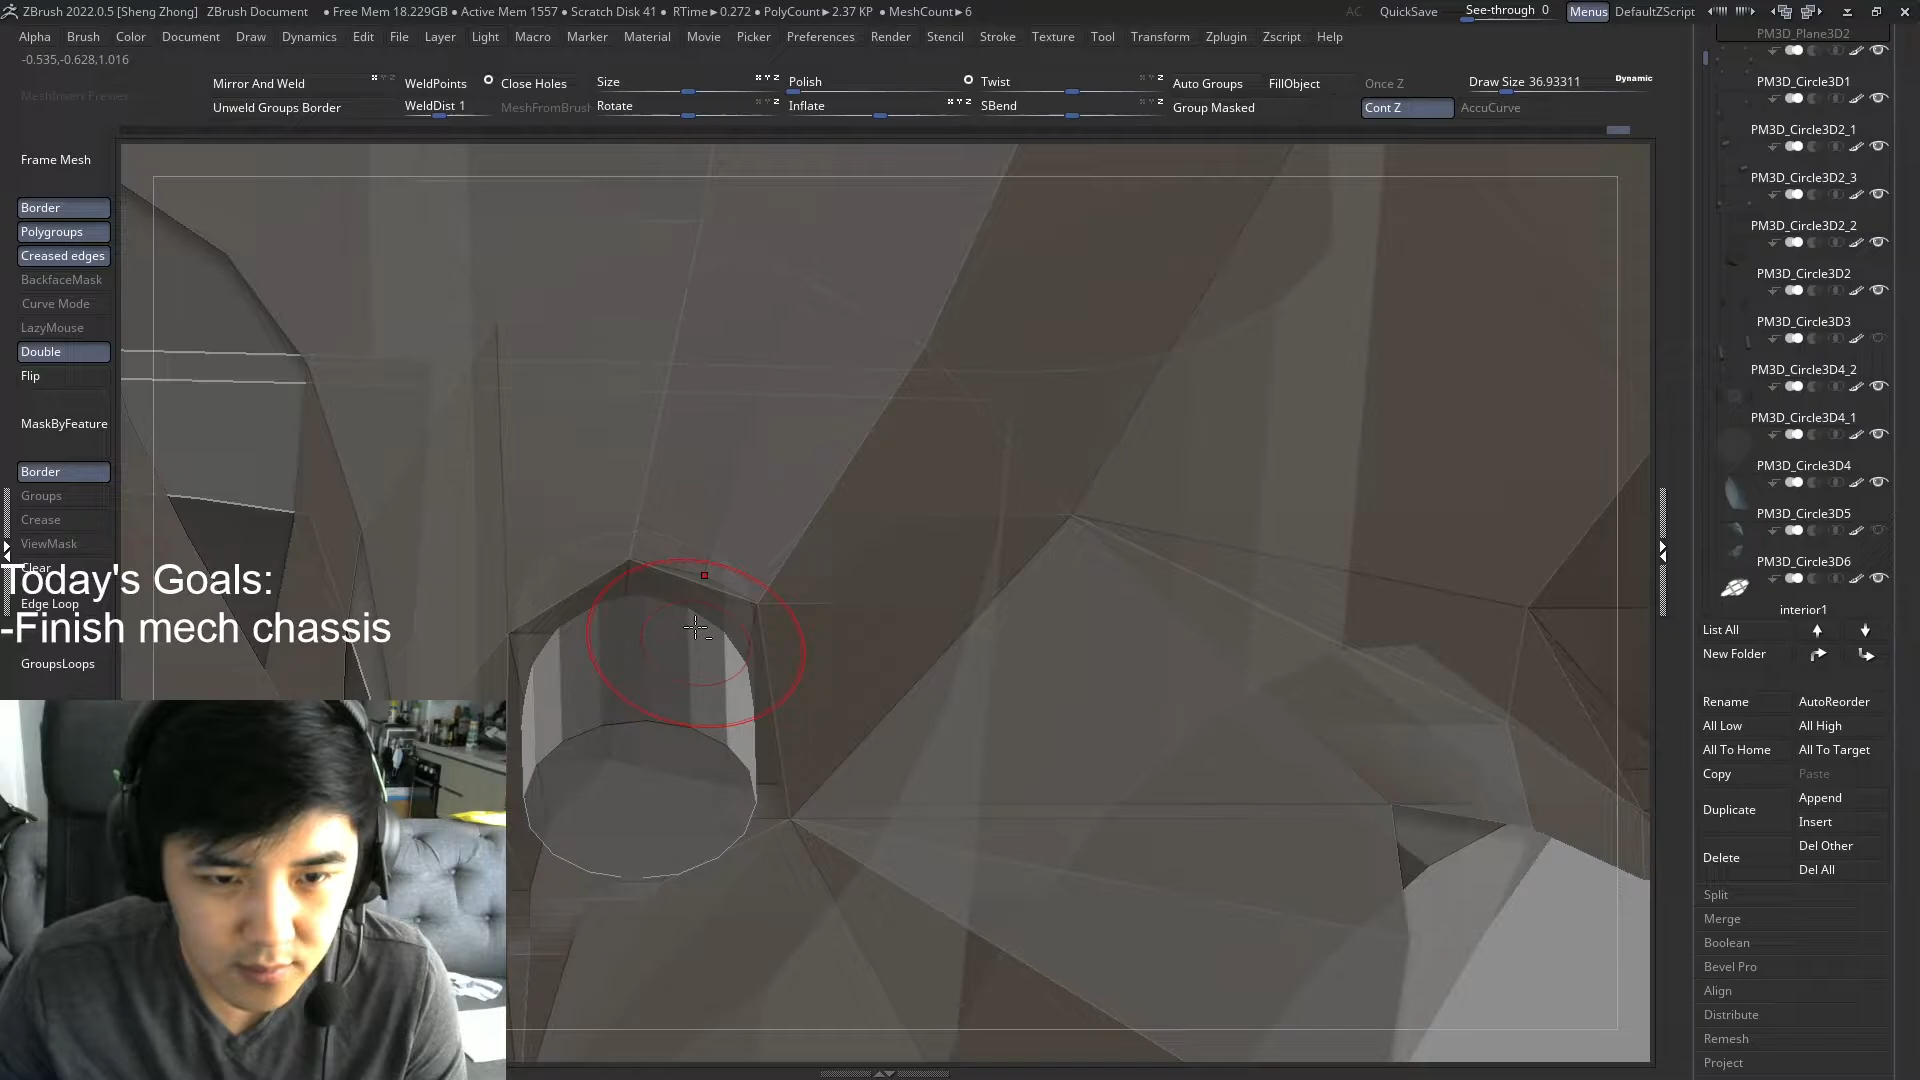 ZBrush 2022.0.5 [Sheng Zhong] ZBrush Document • Free Mem 18.229GB • Active Mem 1557 • Scratch Disk 41 • RTime▸0.272 • PolyCount▸2.37 KP • MeshCount▸6 AC QuickSave See-through 0 Menus DefaultZScript
Alpha Brush Color Document Draw Dynamics Edit File Layer Light Macro Marker Material Movie Picker Preferences Render Stencil Stroke Texture Tool Transform Zplugin Zscript Help
-0.535,-0.628,1.016
Mirror And Weld WeldPoints Close Holes Size Polish Twist Auto Groups FillObject Once Z Draw Size 36.93311 Dynamic
Unweld Groups Border WeldDist 1 MeshFromBrush Rotate Inflate SBend Group Masked Cont Z AccuCurve
Frame Mesh
Border
Polygroups
Creased edges
BackfaceMask
Curve Mode
LazyMouse
Double
Flip
MaskByFeature
Border
Groups
Crease
ViewMask
Clear
Today's Goals:
Edge Loop
-Finish mech chassis
GroupsLoops
PM3D_Plane3D2
PM3D_Circle3D1
PM3D_Circle3D2_1
PM3D_Circle3D2_3
PM3D_Circle3D2_2
PM3D_Circle3D2
PM3D_Circle3D3
PM3D_Circle3D4_2
PM3D_Circle3D4_1
PM3D_Circle3D4
PM3D_Circle3D5
PM3D_Circle3D6
interior1
List All
New Folder
Rename AutoReorder
All Low All High
All To Home All To Target
Copy Paste
Duplicate Append
Insert
Delete Del Other
Del All
Split
Merge
Boolean
Bevel Pro
Align
Distribute
Remesh
Project